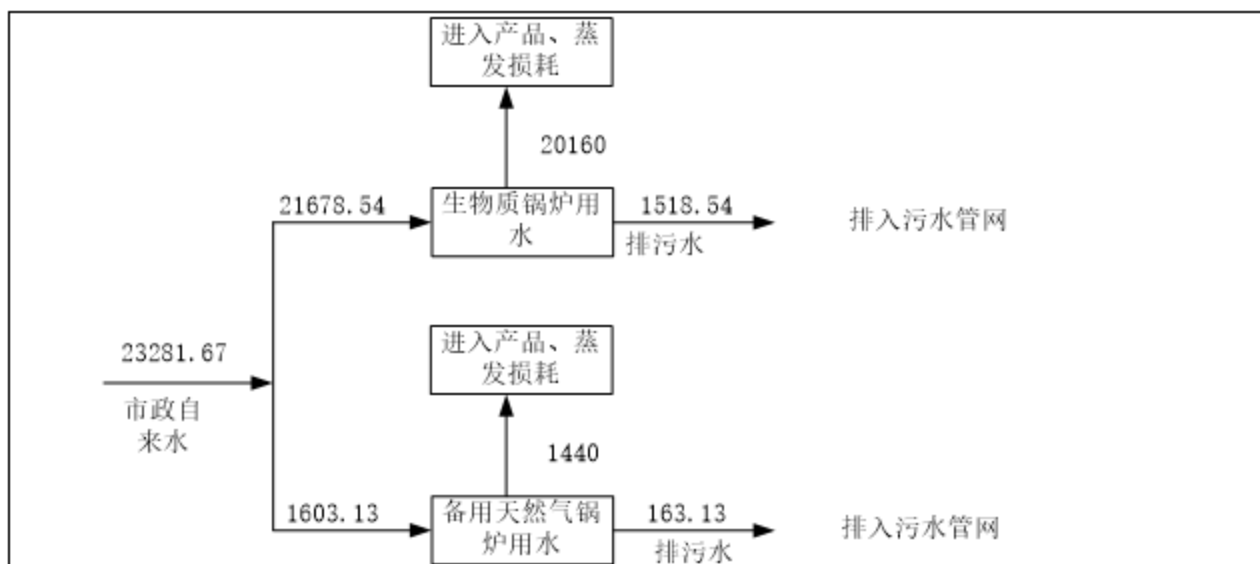 进入产品、蒸
发损耗
20160
21678.54
生物质锅炉用
水
1518.54
排污水
排入污水管网
23281.67
市政自
来水
进入产品、蒸
发损耗
1440
1603.13
备用天然气锅
炉用水
163.13
排污水
排入污水管网